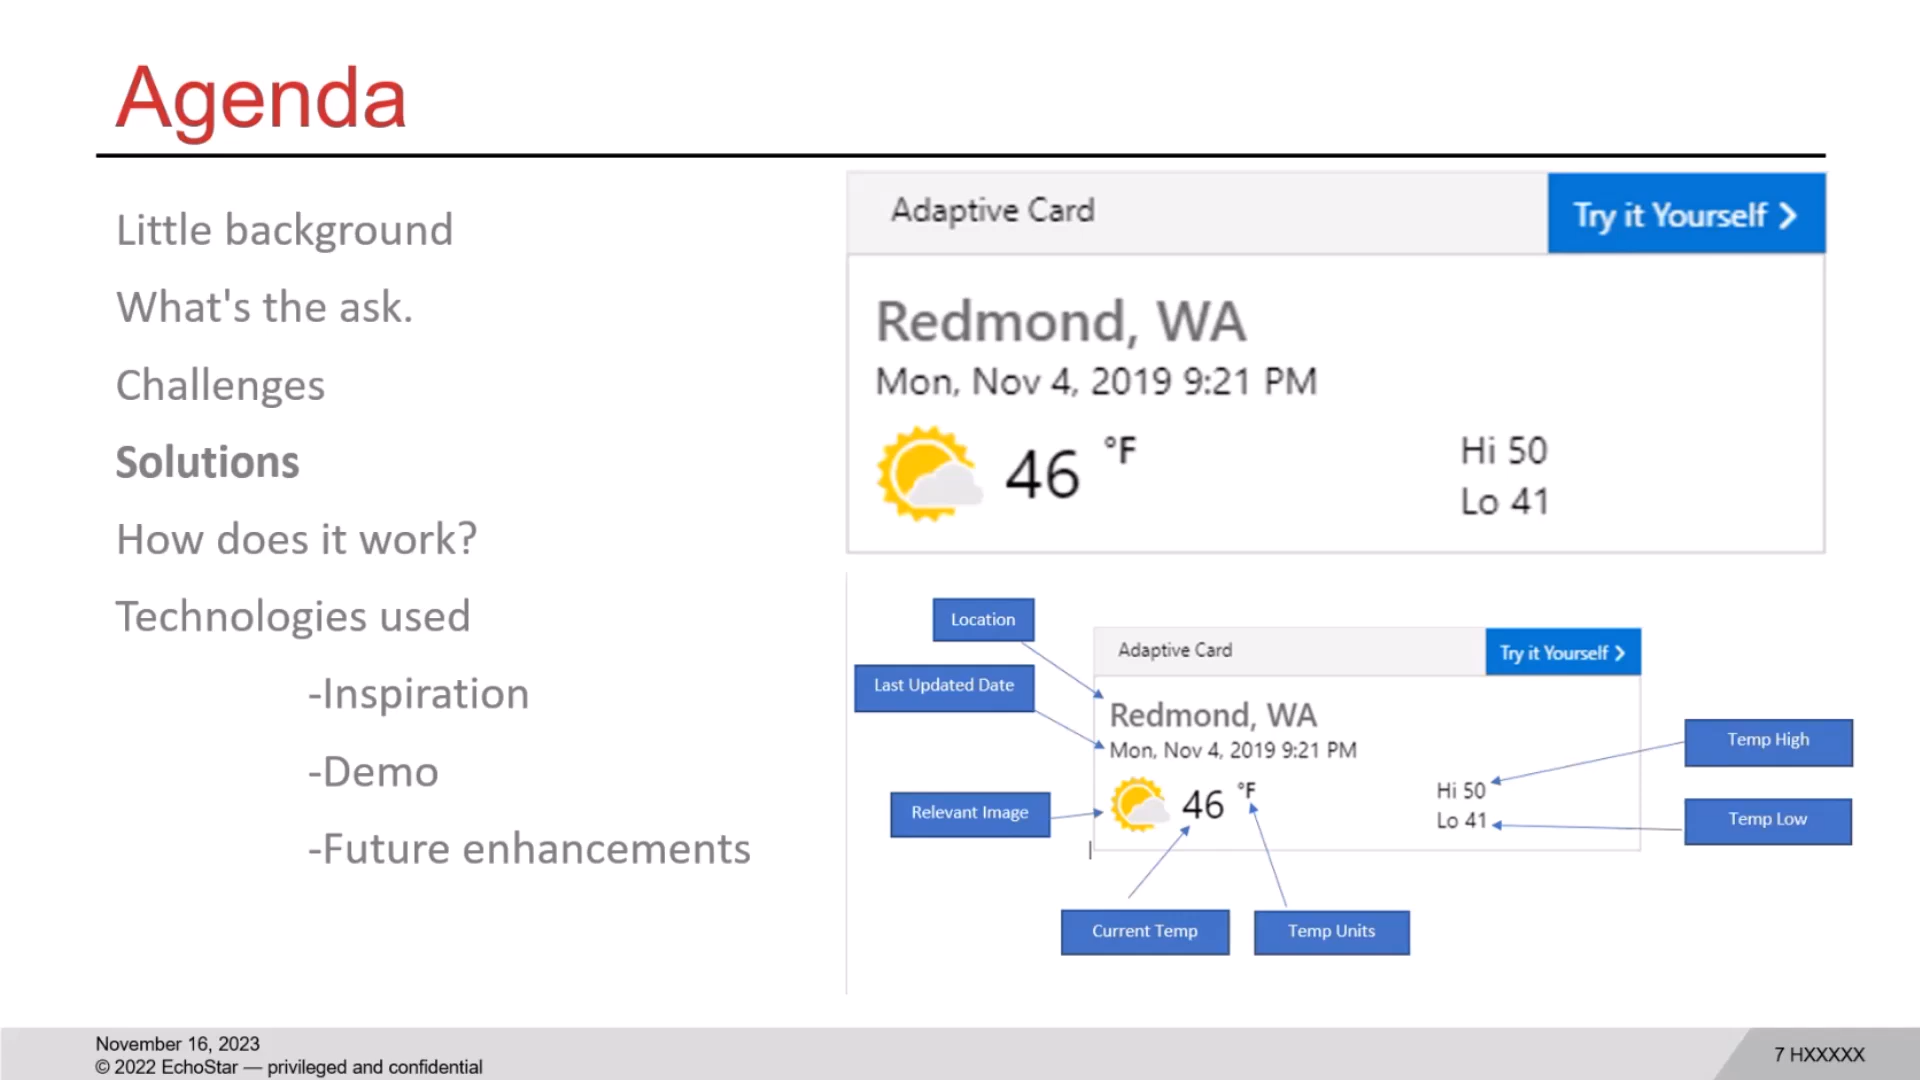 Agenda
Little background
What's the ask.
Challenges
Solutions
How does it work?
Technologies used
-Inspiration
-Demo
-Future enhancements
Adaptive Card
Try it Yourself
Redmond, WA
Mon, Nov 4, 2019 9:21 PM
46 °F
Hi 50
Lo 41
Location
Last Updated Date
Relevant Image
Adaptive Card
Try it Yourself
Redmond, WA
Mon, Nov 4, 2019 9:21 PM
46 °F
Hi 50
Lo 41
Temp High
Temp Low
Current Temp
Temp Units
November 16, 2023
© 2022 EchoStar — privileged and confidential
7 HXXXXX